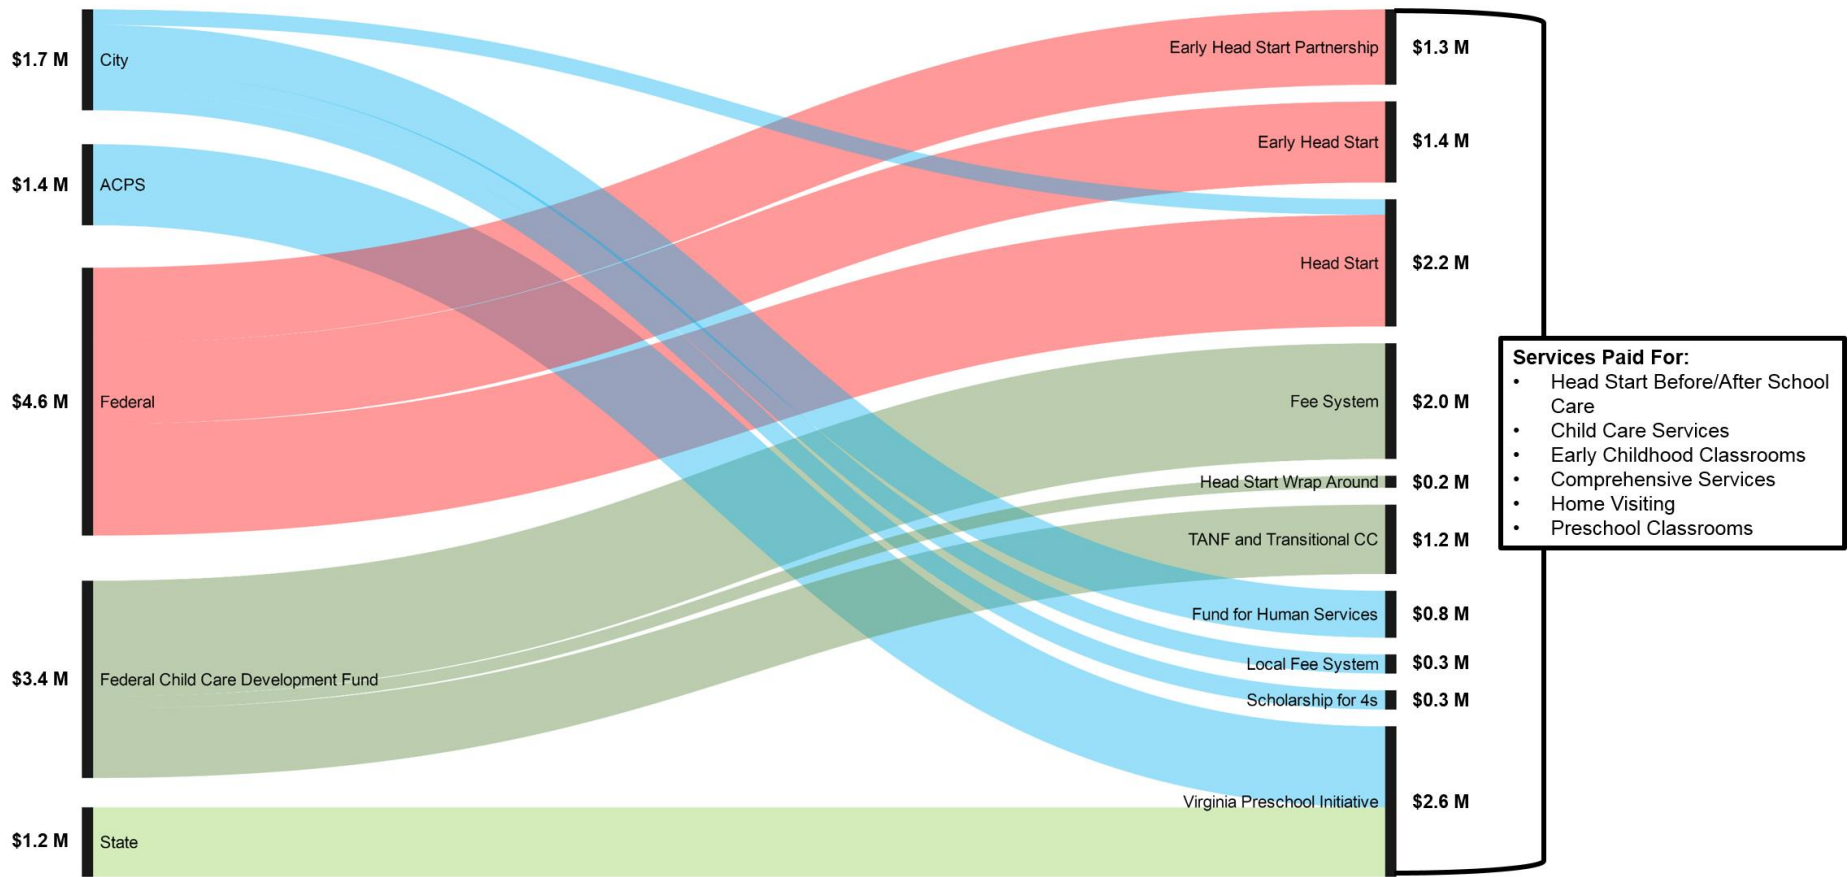 $1.7 M
City
$1.4 M
ACPS
$4.6 M
Federal
$3.4 M
Federal Child Care Development Fund
$1.2 M
State
Early Head Start Partnership
$1.3 M
Early Head Start
$1.4 M
Head Start
$2.2 M
Fee System
$2.0 M
Head Start Wrap Around
$0.2 M
TANF and Transitional CC
$1.2 M
Fund for Human Services
$0.8 M
Local Fee System
$0.3 M
Scholarship for 4s
$0.3 M
Virginia Preschool Initiative
$2.6 M
Services Paid For:
• Head Start Before/After School
Care
• Child Care Services
• Early Childhood Classrooms
• Comprehensive Services
• Home Visiting
• Preschool Classrooms